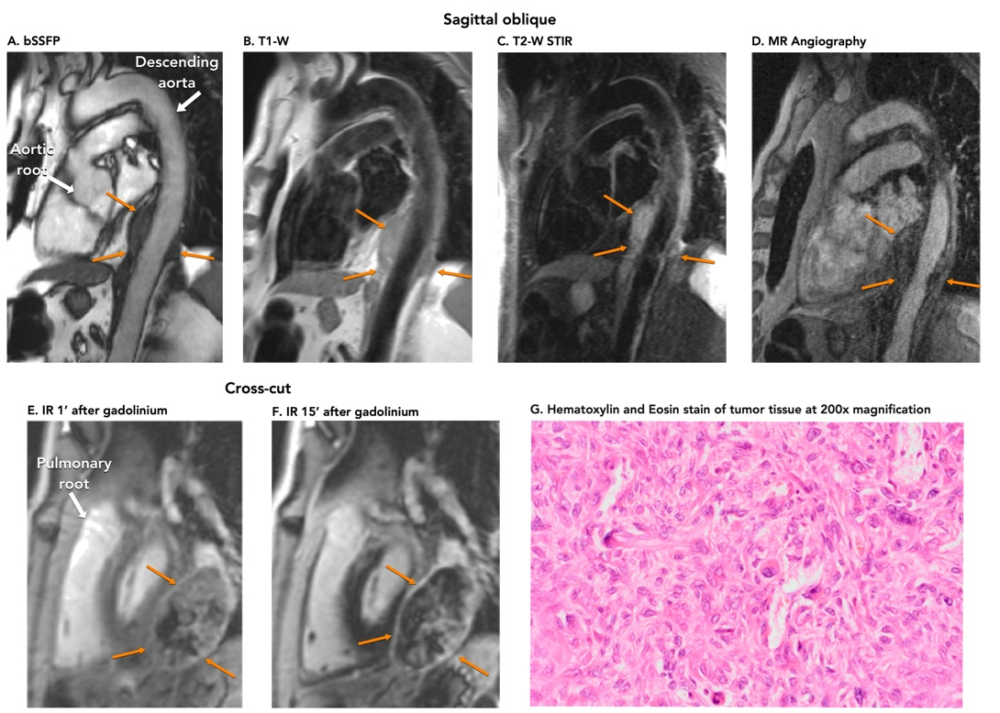 Sagittal oblique
A. bSSFP
B. T1-W
C. T2-W STIR
D. MR Angiography
Descending
aorta
Aortic
root
Cross-cut
E. IR 1’ after gadolinium
F. IR 15’ after gadolinium
G. Hematoxylin and Eosin stain of tumor tissue at 200x magnification
Pulmonary
root